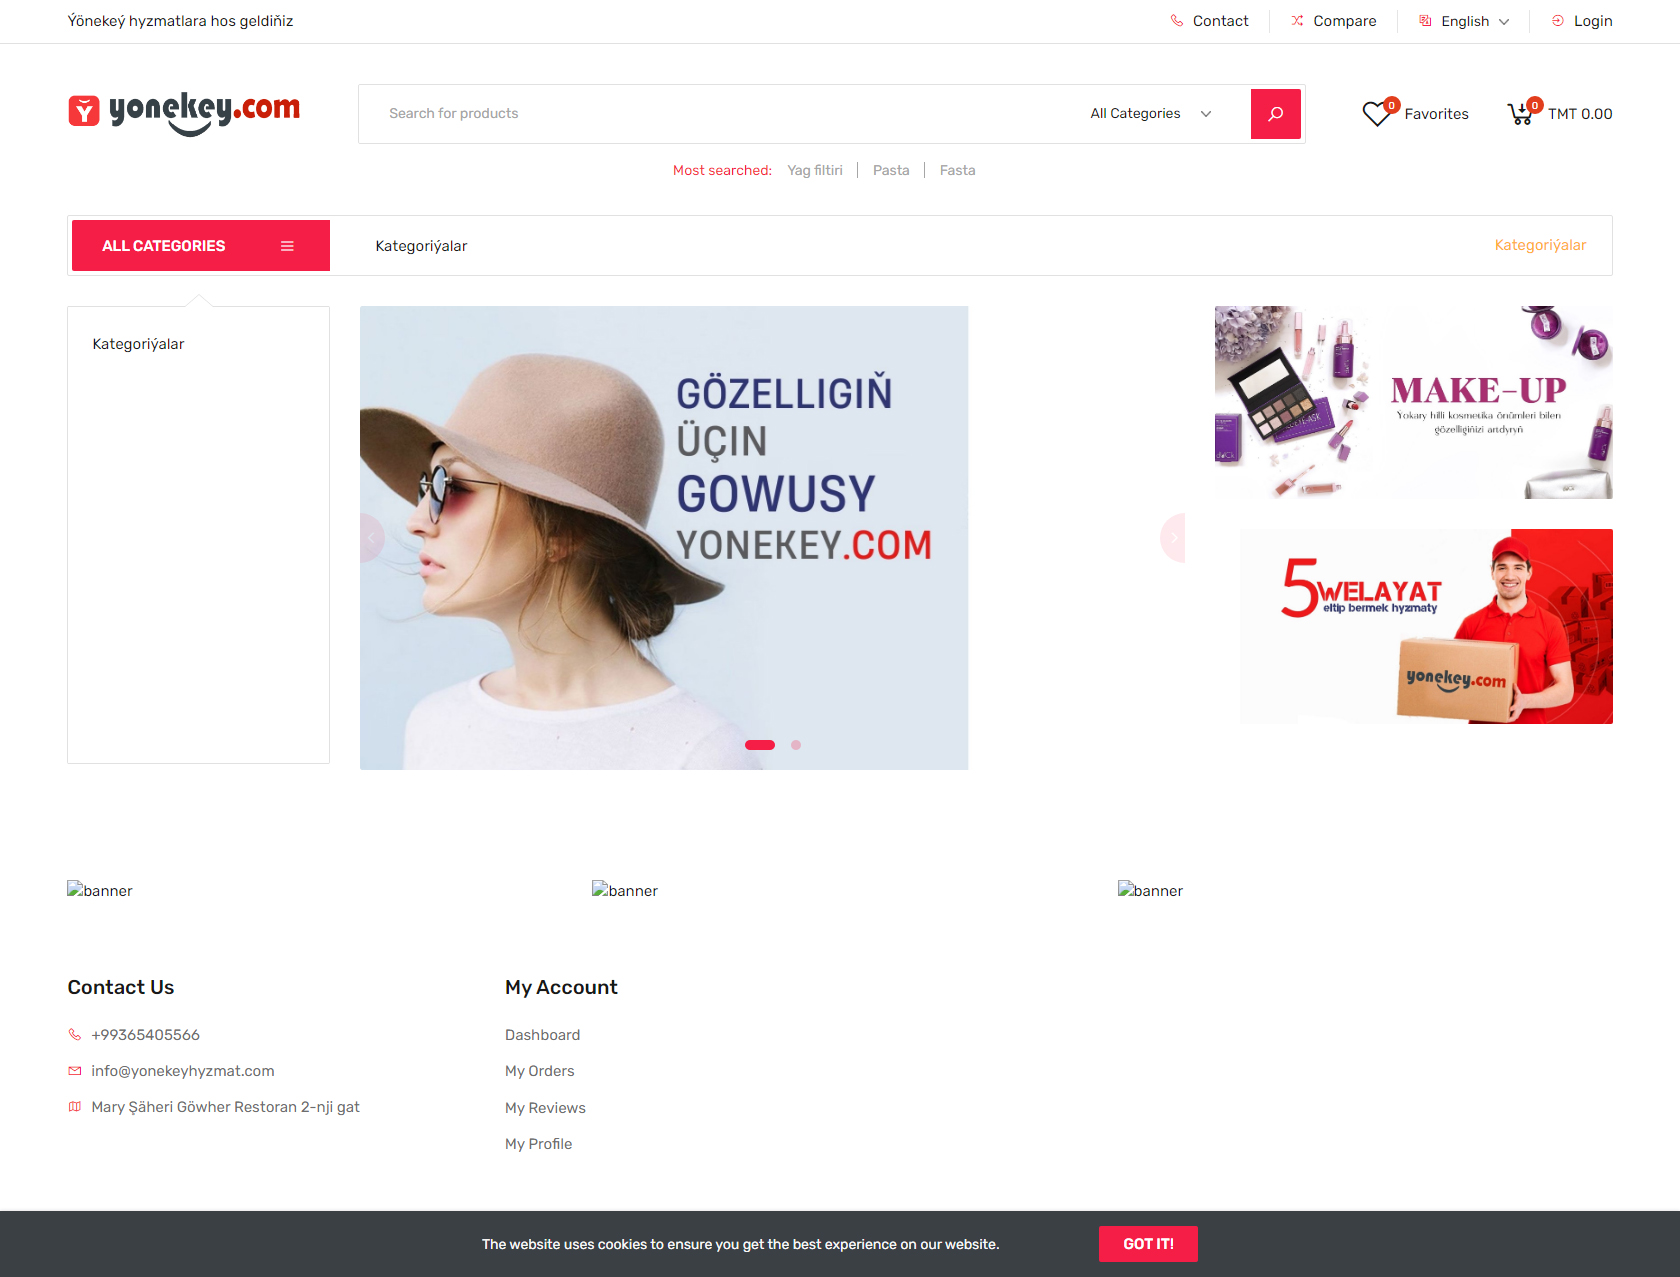 Ýönekeý hyzmatlara hos geldiňiz
Contact
Compare
English
Login
Ý yonekey.com
Search for products
All Categories
0 Favorites
0 TMT 0.00
Most searched: Yag filtiri Pasta Fasta
ALL CATEGORIES
Kategoriýalar
Kategoriýalar
Kategoriýalar
GÖZELLIGIŇ
ÜÇIN
GOWUSY
YONEKEY.COM
MAKE-UP
Yokary hilli kosmetika önümleri bilen
gözelligiňizi artdyryň
5 WELAYAT
eltip bermek hyzmaty
yonekey.com
banner
banner
banner
Contact Us
+99365405566
info@yonekeyhyzmat.com
Mary Şäheri Göwher Restoran 2-nji gat
My Account
Dashboard
My Orders
My Reviews
My Profile
The website uses cookies to ensure you get the best experience on our website.
GOT IT!